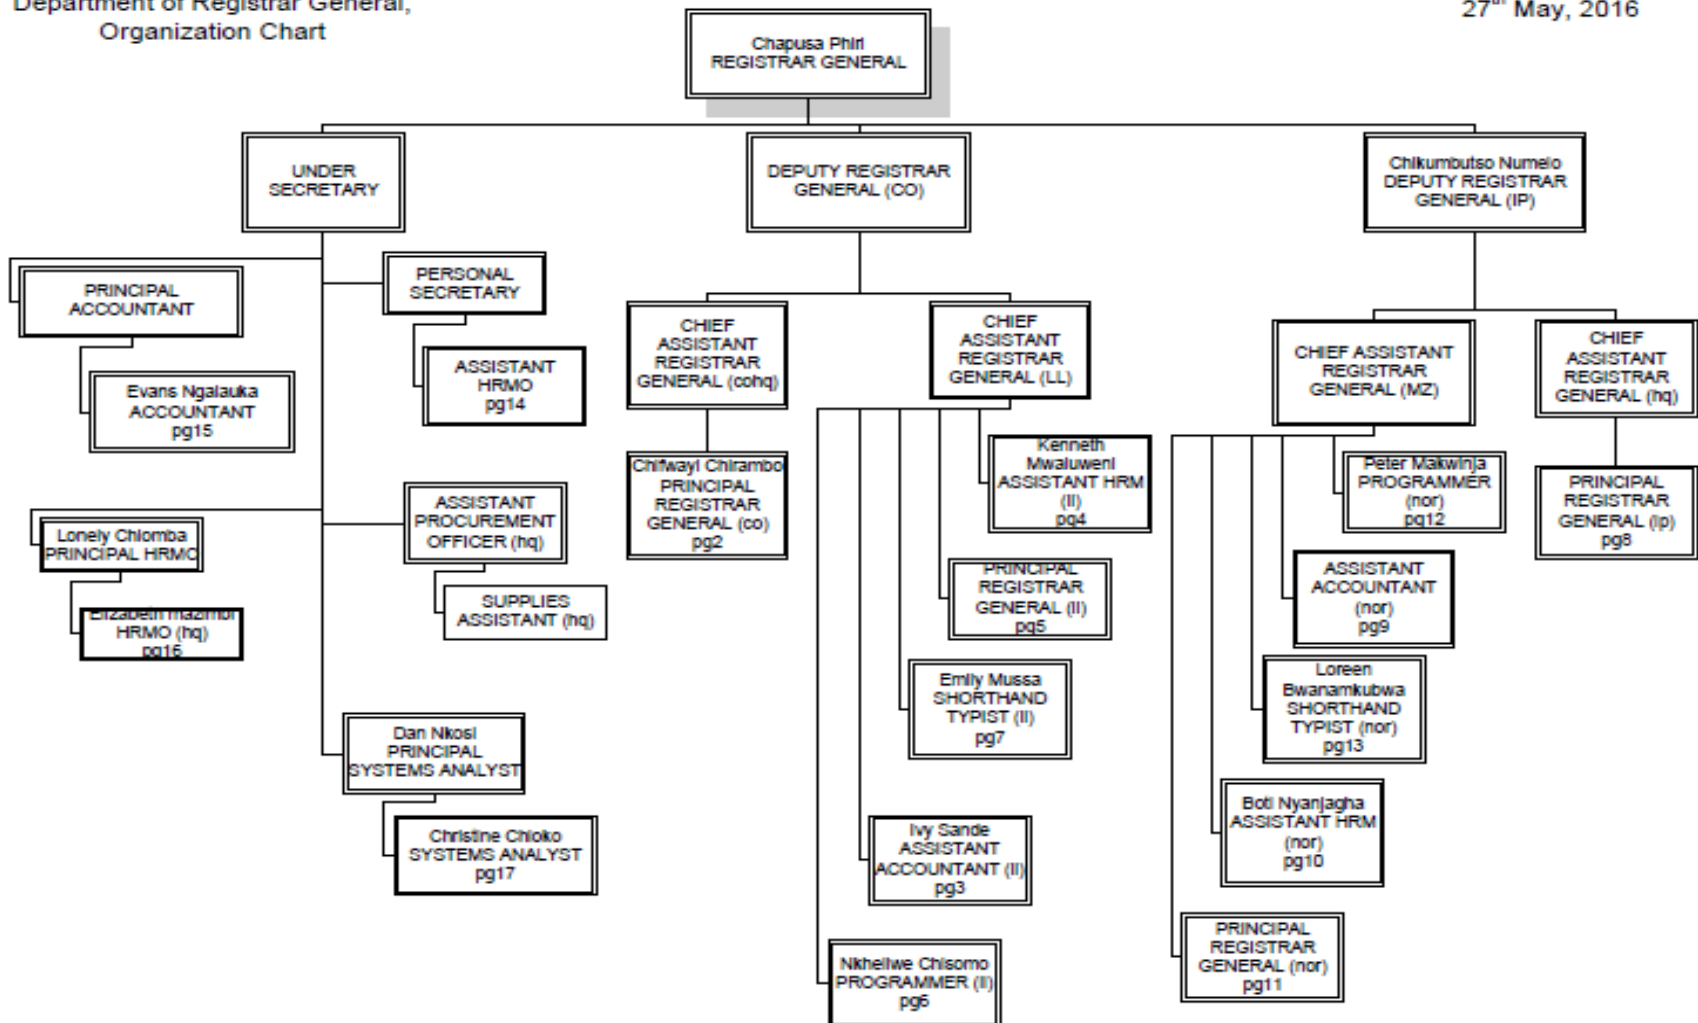 Department of Registrar General,
Organization Chart
27th May, 2016
Chapusa Phiri
REGISTRAR GENERAL
UNDER
SECRETARY
DEPUTY REGISTRAR
GENERAL (CO)
Chikumbutso Numelo
DEPUTY REGISTRAR
GENERAL (IP)
PRINCIPAL
ACCOUNTANT
Evans Ngalauka
ACCOUNTANT
pg15
PERSONAL
SECRETARY
ASSISTANT
HRMO
pg14
Lonely Chiomba
PRINCIPAL HRMO
Elizabeth mazimbi
HRMO (hq)
pg16
ASSISTANT
PROCUREMENT
OFFICER (hq)
SUPPLIES
ASSISTANT (hq)
Dan Nkosi
PRINCIPAL
SYSTEMS ANALYST
Christine Chioko
SYSTEMS ANALYST
pg17
CHIEF
ASSISTANT
REGISTRAR
GENERAL (cohq)
Chifwayi Chirambo
PRINCIPAL
REGISTRAR
GENERAL (co)
pg2
CHIEF
ASSISTANT
REGISTRAR
GENERAL (LL)
Kenneth
Mwaluweni
ASSISTANT HRM
(ll)
pg4
PRINCIPAL
REGISTRAR
GENERAL (ll)
pg5
Emily Mussa
SHORTHAND
TYPIST (ll)
pg7
Ivy Sande
ASSISTANT
ACCOUNTANT (ll)
pg3
Nkheliwe Chisomo
PROGRAMMER (ll)
pg6
CHIEF ASSISTANT
REGISTRAR
GENERAL (MZ)
Peter Makwinja
PROGRAMMER
(nor)
pg12
ASSISTANT
ACCOUNTANT
(nor)
pg9
Loreen
Bwanamkubwa
SHORTHAND
TYPIST (nor)
pg13
Boti Nyanjagha
ASSISTANT HRM
(nor)
pg10
PRINCIPAL
REGISTRAR
GENERAL (nor)
pg11
CHIEF
ASSISTANT
REGISTRAR
GENERAL (hq)
PRINCIPAL
REGISTRAR
GENERAL (ip)
pg8